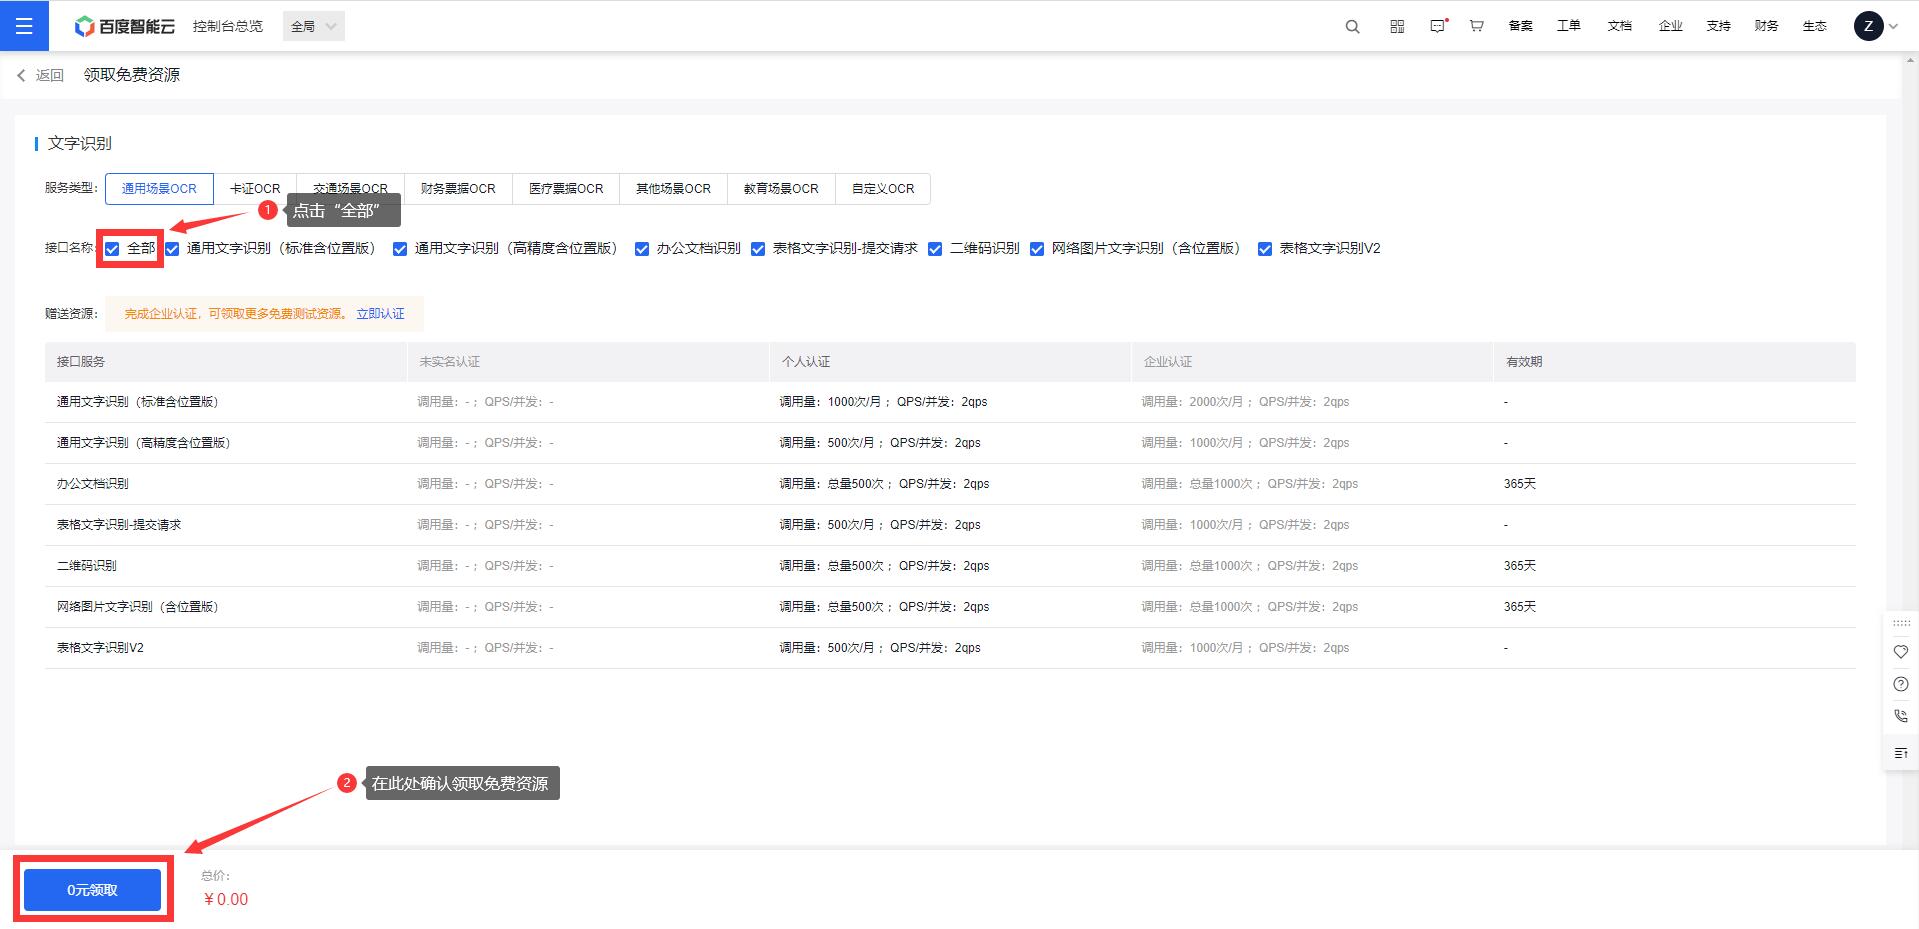 百度智能云 控制台总览 全局 备案 工单 文档 企业 支持 财务 生态 Z
返回 领取免费资源
文字识别
服务类型: 通用场景OCR 卡证OCR 交通场景OCR 财务票据OCR 医疗票据OCR 其他场景OCR 教育场景OCR 自定义OCR
1 点击“全部”
接口名称: 全部 通用文字识别（标准含位置版） 通用文字识别（高精度含位置版） 办公文档识别 表格文字识别-提交请求 二维码识别 网络图片文字识别（含位置版） 表格文字识别V2
赠送资源: 完成企业认证，可领取更多免费测试资源。 立即认证
接口服务 未实名认证 个人认证 企业认证 有效期
通用文字识别（标准含位置版） 调用量：-； QPS/并发：- 调用量：1000次/月； QPS/并发：2qps 调用量：2000次/月； QPS/并发：2qps -
通用文字识别（高精度含位置版） 调用量：-； QPS/并发：- 调用量：500次/月； QPS/并发：2qps 调用量：1000次/月； QPS/并发：2qps -
办公文档识别 调用量：-； QPS/并发：- 调用量：总量500次； QPS/并发：2qps 调用量：总量1000次； QPS/并发：2qps 365天
表格文字识别-提交请求 调用量：-； QPS/并发：- 调用量：500次/月； QPS/并发：2qps 调用量：1000次/月； QPS/并发：2qps -
二维码识别 调用量：-； QPS/并发：- 调用量：总量500次； QPS/并发：2qps 调用量：总量1000次； QPS/并发：2qps 365天
网络图片文字识别（含位置版） 调用量：-； QPS/并发：- 调用量：总量500次； QPS/并发：2qps 调用量：总量1000次； QPS/并发：2qps 365天
表格文字识别V2 调用量：-； QPS/并发：- 调用量：500次/月； QPS/并发：2qps 调用量：1000次/月； QPS/并发：2qps -
2 在此处确认领取免费资源
0元领取 总价:
¥0.00